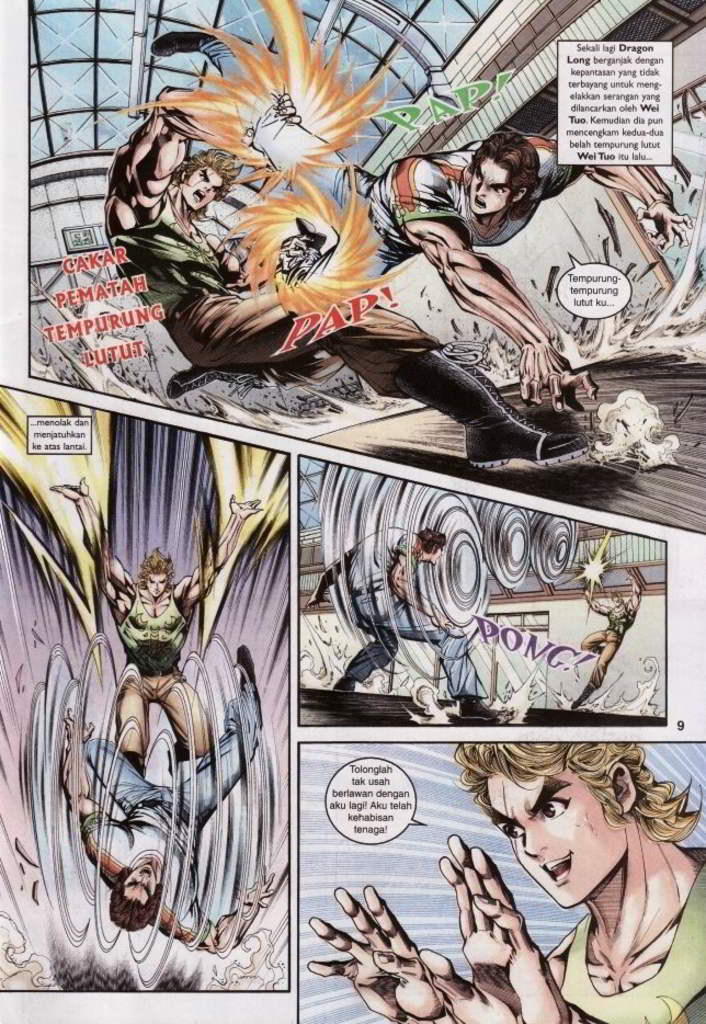 Sekali lagi Dragon
Long berganjak dengan
kepantasan yang tidak
terbayang untuk meng-
elakkan serangan yang
dilancarkan oleh Wei
Tuo. Kemudian dia pun
mencengkam kedua-dua
belah tempurung lutut
Wei Tuo itu lalu...
PAP!
CAKAR
PEMATAH
TEMPURUNG
LUTUT
PAP!
Tempurung-
tempurung
lutut ku...
...menolak dan
menjatuhkan
ke atas lantai.
PONG!
9
Tolonglah
tak usah
berlawan dengan
aku lagi! Aku telah
kehabisan
tenaga!